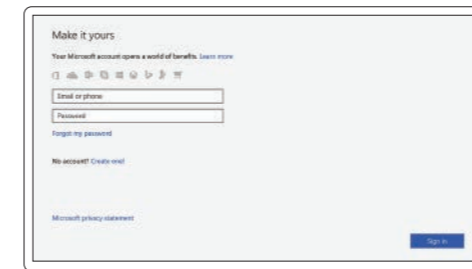 Make it yours
Your Microsoft account opens a world of benefits. Learn more
Email or phone
Password
Forgot my password
No account? Create one!
Microsoft privacy statement
Sign in